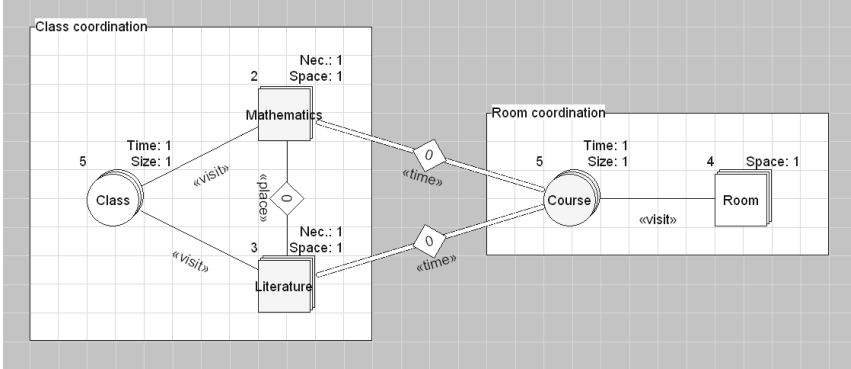 Class coordination
Nec.: 1
2 Space: 1
Mathematics
Room coordination
Time: 1
5 Size: 1
«visit»
0
«time»
Time: 1
5 Size: 1
4 Space: 1
Class
«place»
0
Course
«visit»
Room
«visit»
Nec.: 1
3 Space: 1
0
«time»
Literature